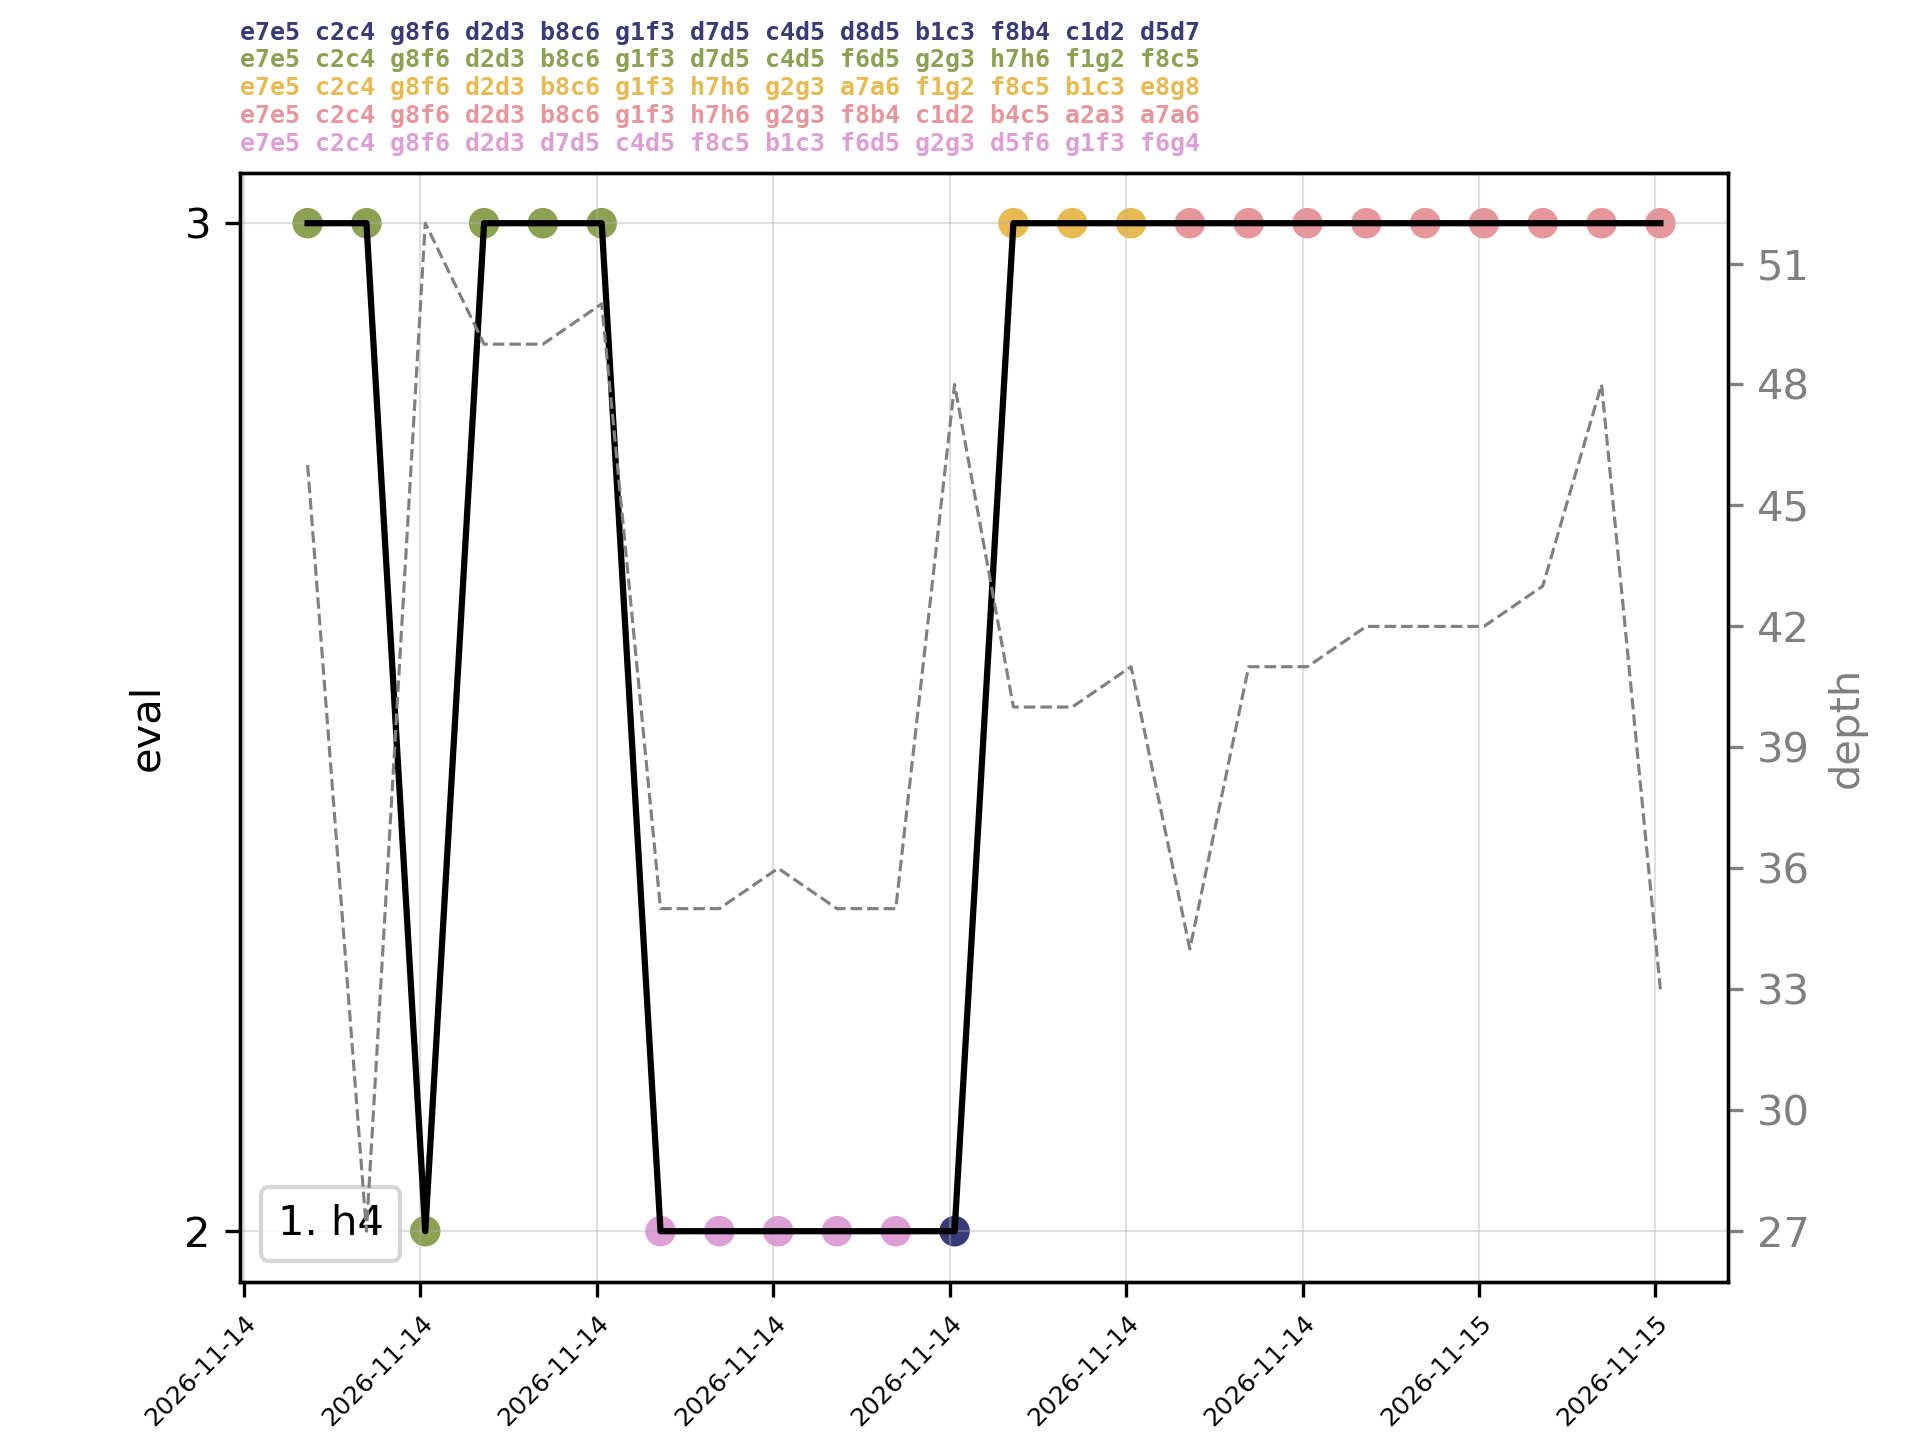 e7e5 c2c4 g8f6 d2d3 b8c6 g1f3 d7d5 c4d5 d8d5 b1c3 f8b4 c1d2 d5d7
e7e5 c2c4 g8f6 d2d3 b8c6 g1f3 d7d5 c4d5 f6d5 g2g3 h7h6 f1g2 f8c5
e7e5 c2c4 g8f6 d2d3 b8c6 g1f3 h7h6 g2g3 a7a6 f1g2 f8c5 b1c3 e8g8
e7e5 c2c4 g8f6 d2d3 b8c6 g1f3 h7h6 g2g3 f8b4 c1d2 b4c5 a2a3 a7a6
e7e5 c2c4 g8f6 d2d3 d7d5 c4d5 f8c5 b1c3 f6d5 g2g3 d5f6 g1f3 f6g4
3
2
eval
1. h4
51
48
45
42
39
36
33
30
27
depth
2026-11-14
2026-11-14
2026-11-14
2026-11-14
2026-11-14
2026-11-14
2026-11-14
2026-11-15
2026-11-15